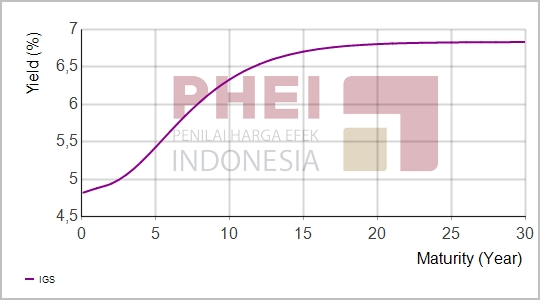 Yield (%)
7
6,5
6
5,5
5
4,5
PHEI
PENILAI HARGA EFEK
INDONESIA
0 5 10 15 20 25 30
Maturity (Year)
IGS